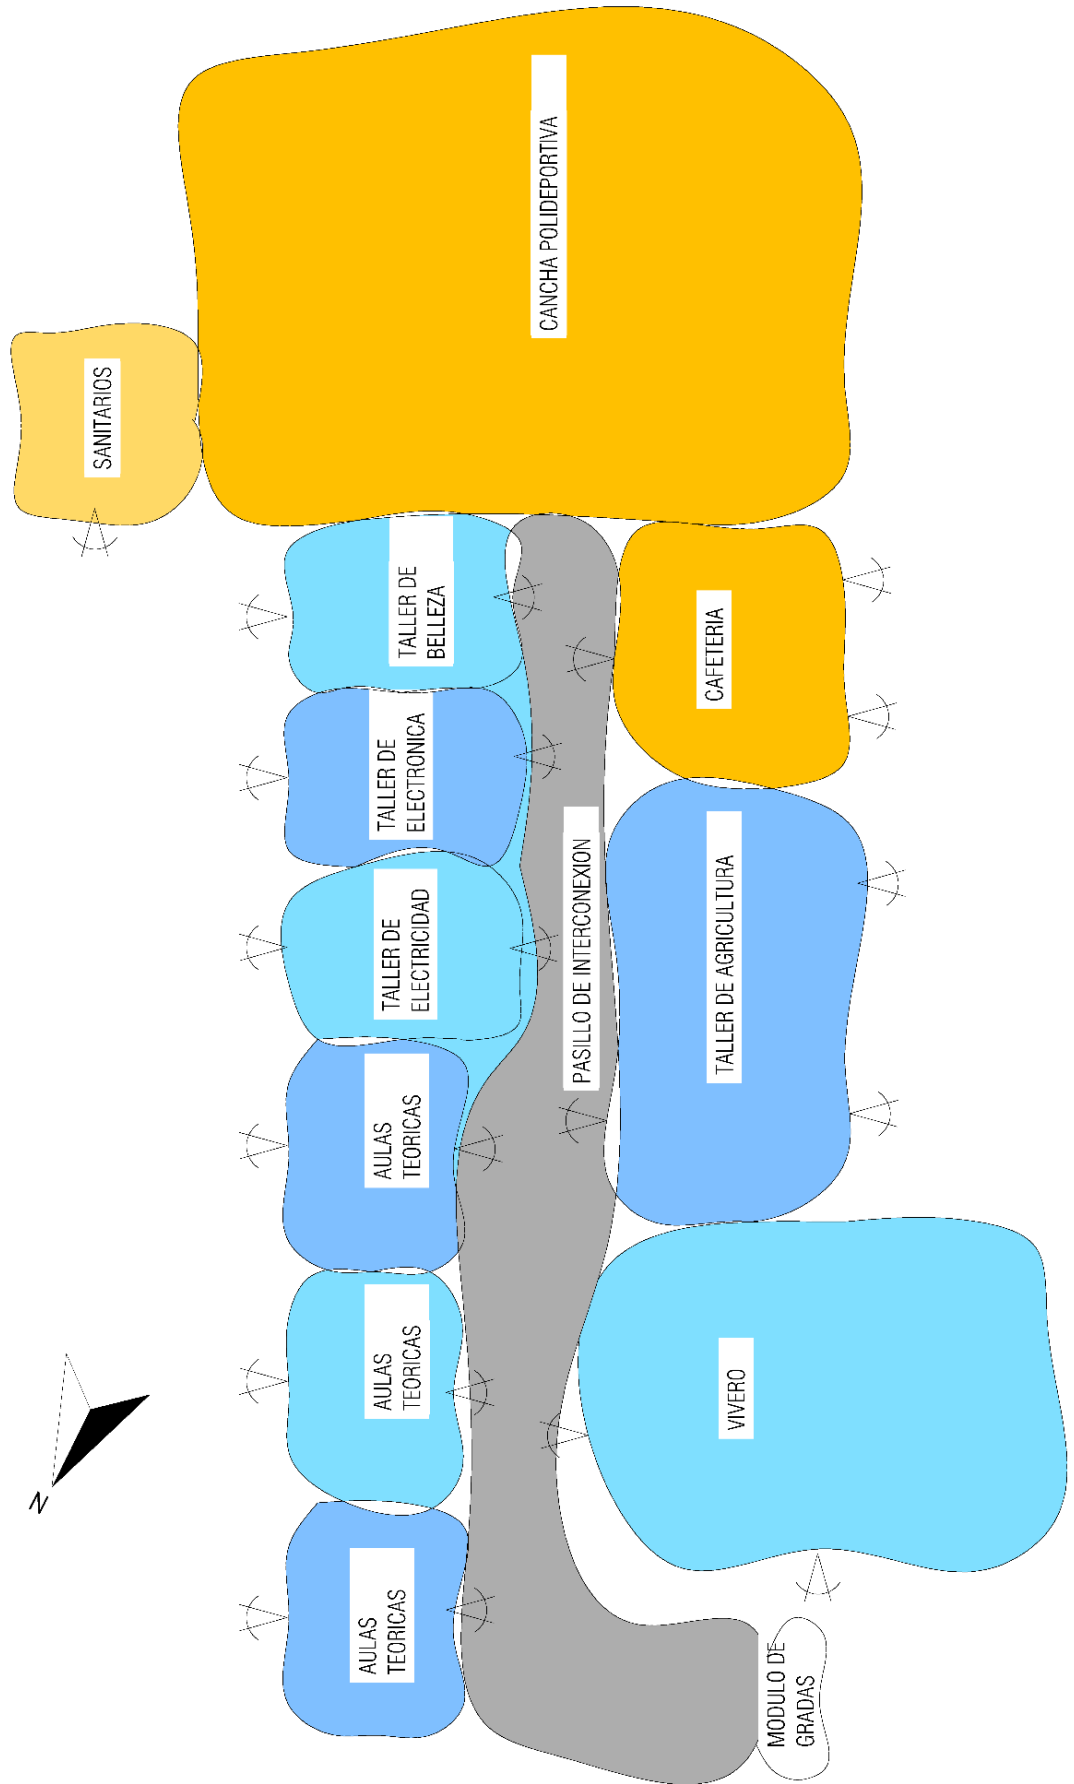 CANCHA POLIDEPORTIVA
SANITARIOS
TALLER DE
BELLEZA
CAFETERIA
TALLER DE
ELECTRONICA
TALLER DE
ELECTRICIDAD
PASILLO DE INTERCONEXION
TALLER DE AGRICULTURA
AULAS
TEORICAS
AULAS
TEORICAS
VIVERO
N
AULAS
TEORICAS
MODULO DE
GRADAS